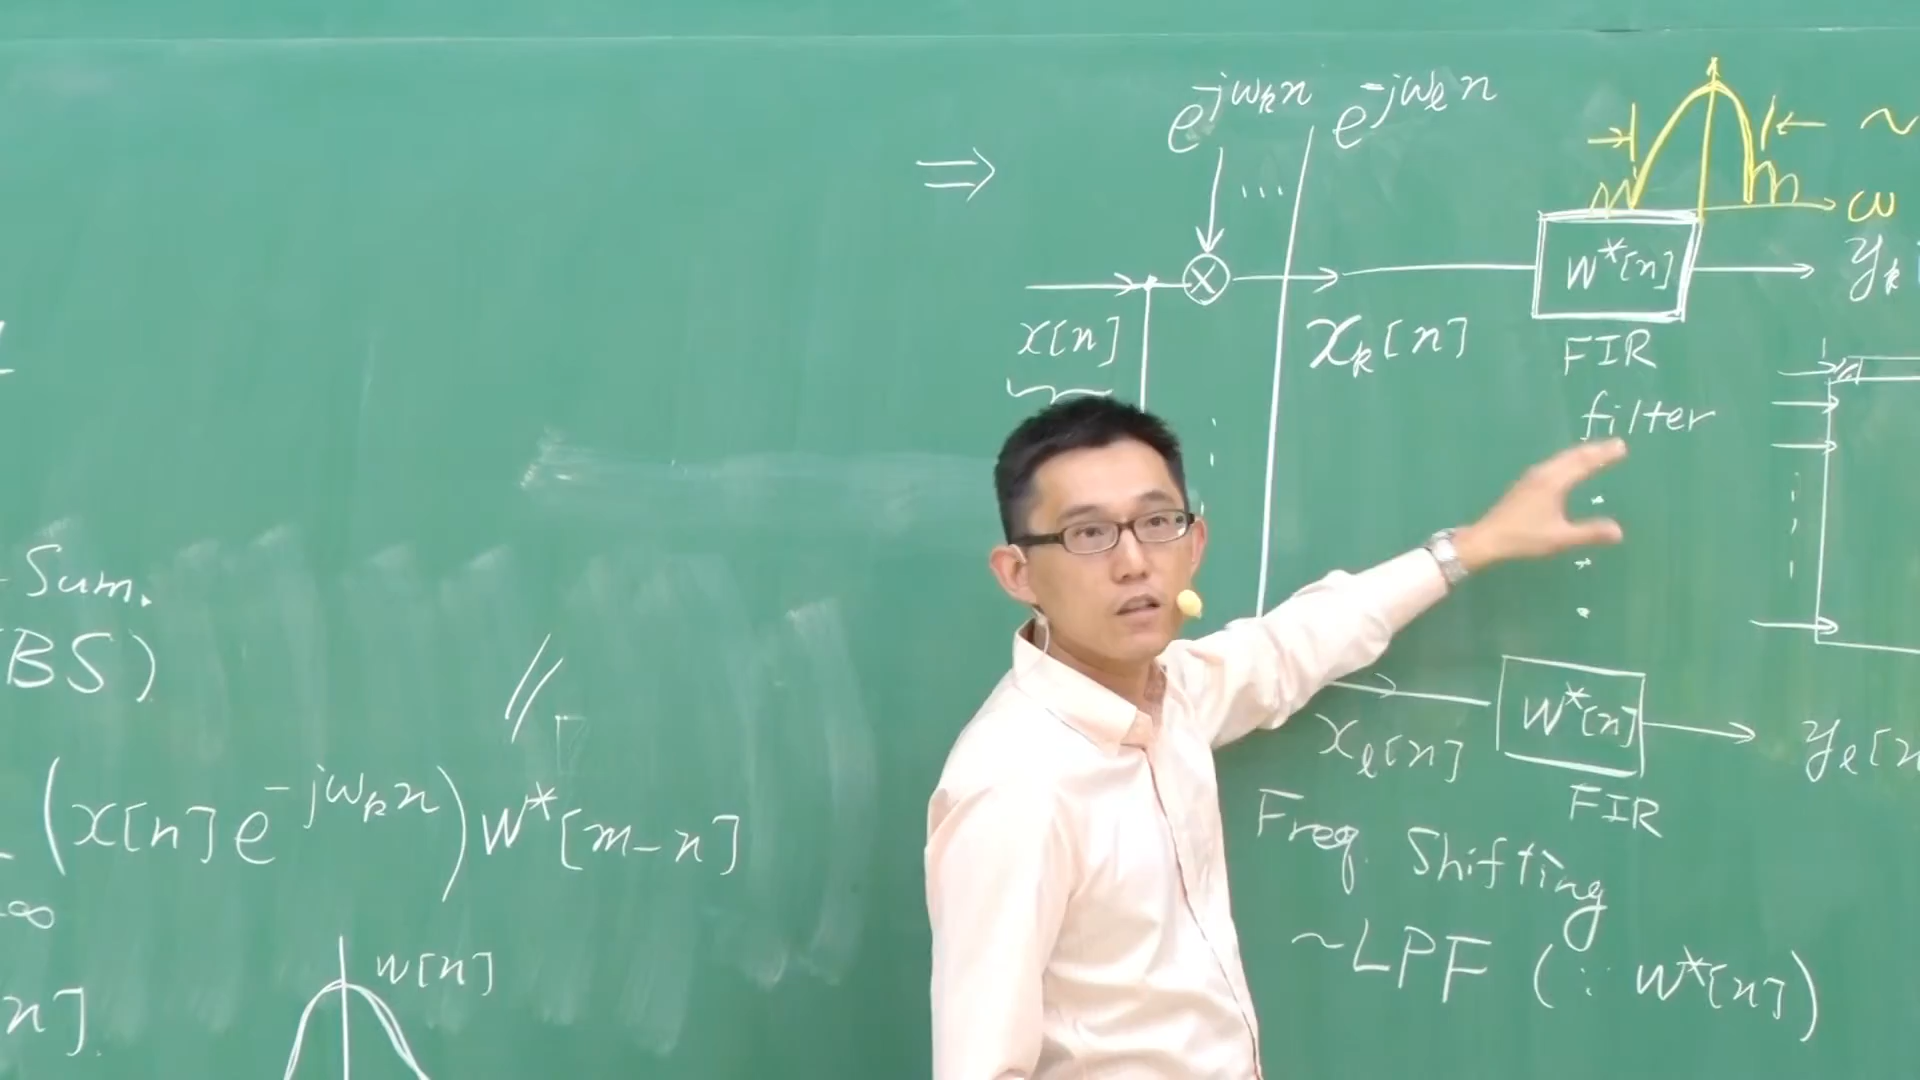 -Sum.
BS)
(x[n]e^{-jω_k n})w*[m-n]
-∞
n].
w[n]
⇒
e^{-jω_k n} ... e^{-jω_ℓ n}
~
ω
⊗
w*[n]
y_k
x[n]
x_k[n]
FIR
filter
w*[n]
x_ℓ[n]
y_ℓ[n
FIR
Freq. Shifting
~LPF (∵ w*[n])